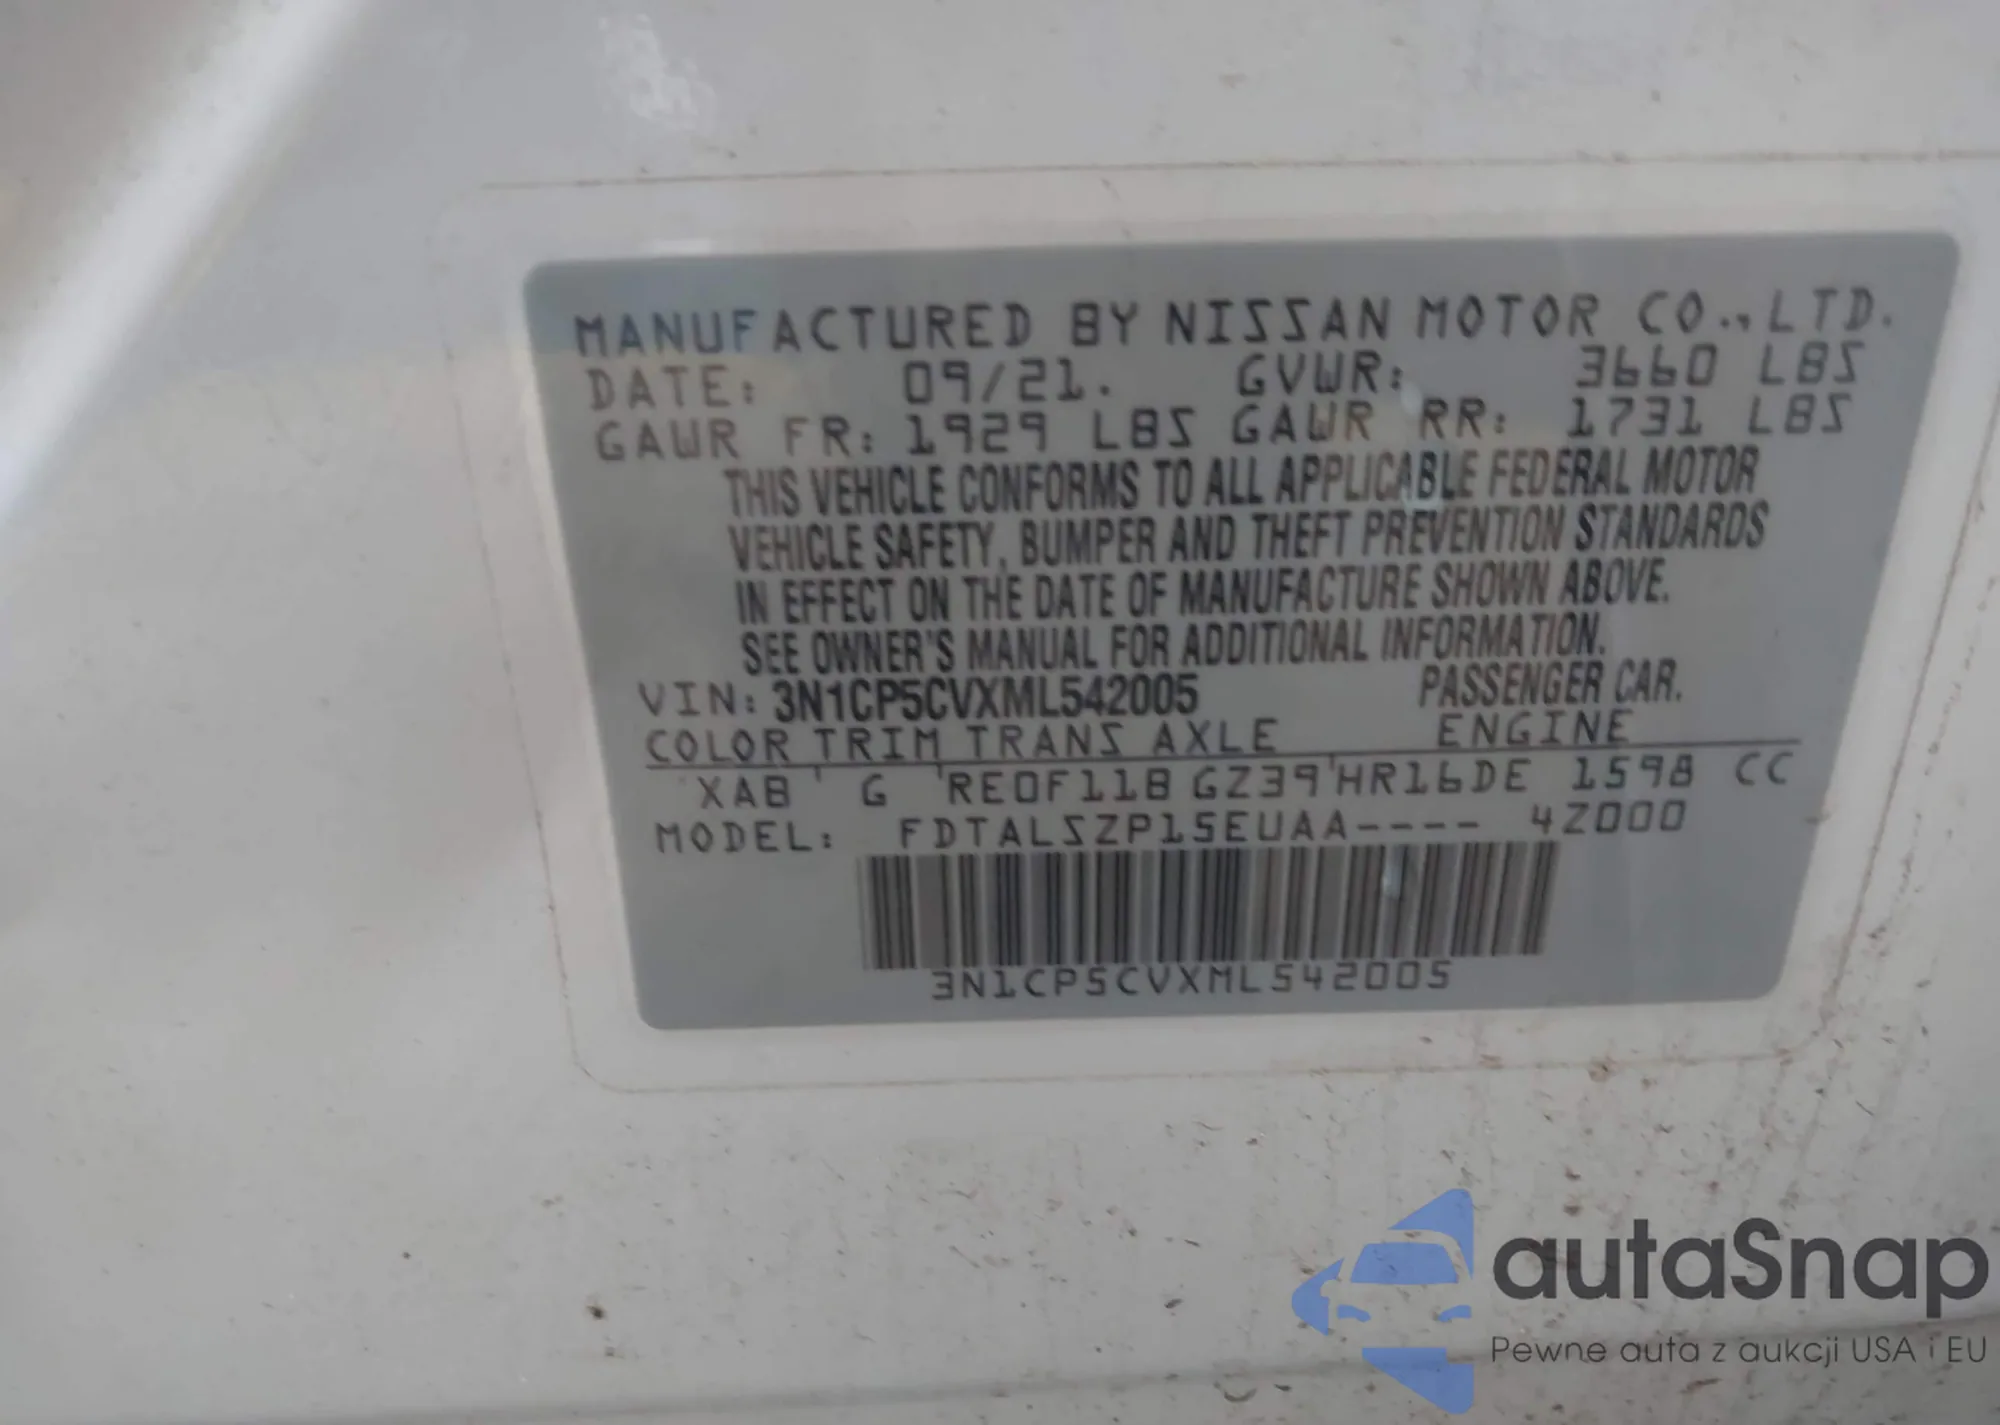 MANUFACTURED BY NISSAN MOTOR CO., LTD.
DATE: 09/21. GVWR: 3660 LBS
GAWR FR: 1929 LBS GAWR RR: 1731 LBS
THIS VEHICLE CONFORMS TO ALL APPLICABLE FEDERAL MOTOR
VEHICLE SAFETY, BUMPER AND THEFT PREVENTION STANDARDS
IN EFFECT ON THE DATE OF MANUFACTURE SHOWN ABOVE.
SEE OWNER'S MANUAL FOR ADDITIONAL INFORMATION.
VIN: 3N1CP5CVXML542005 PASSENGER CAR.
COLOR TRIM TRANS AXLE ENGINE
XAB G RE0F11B GZ39 HR16DE 1598 CC
MODEL: FDTALSZP15EUAA---- 4Z000
3N1CP5CVXML542005
autaSnap
Pewne auta z aukcji USA i EU